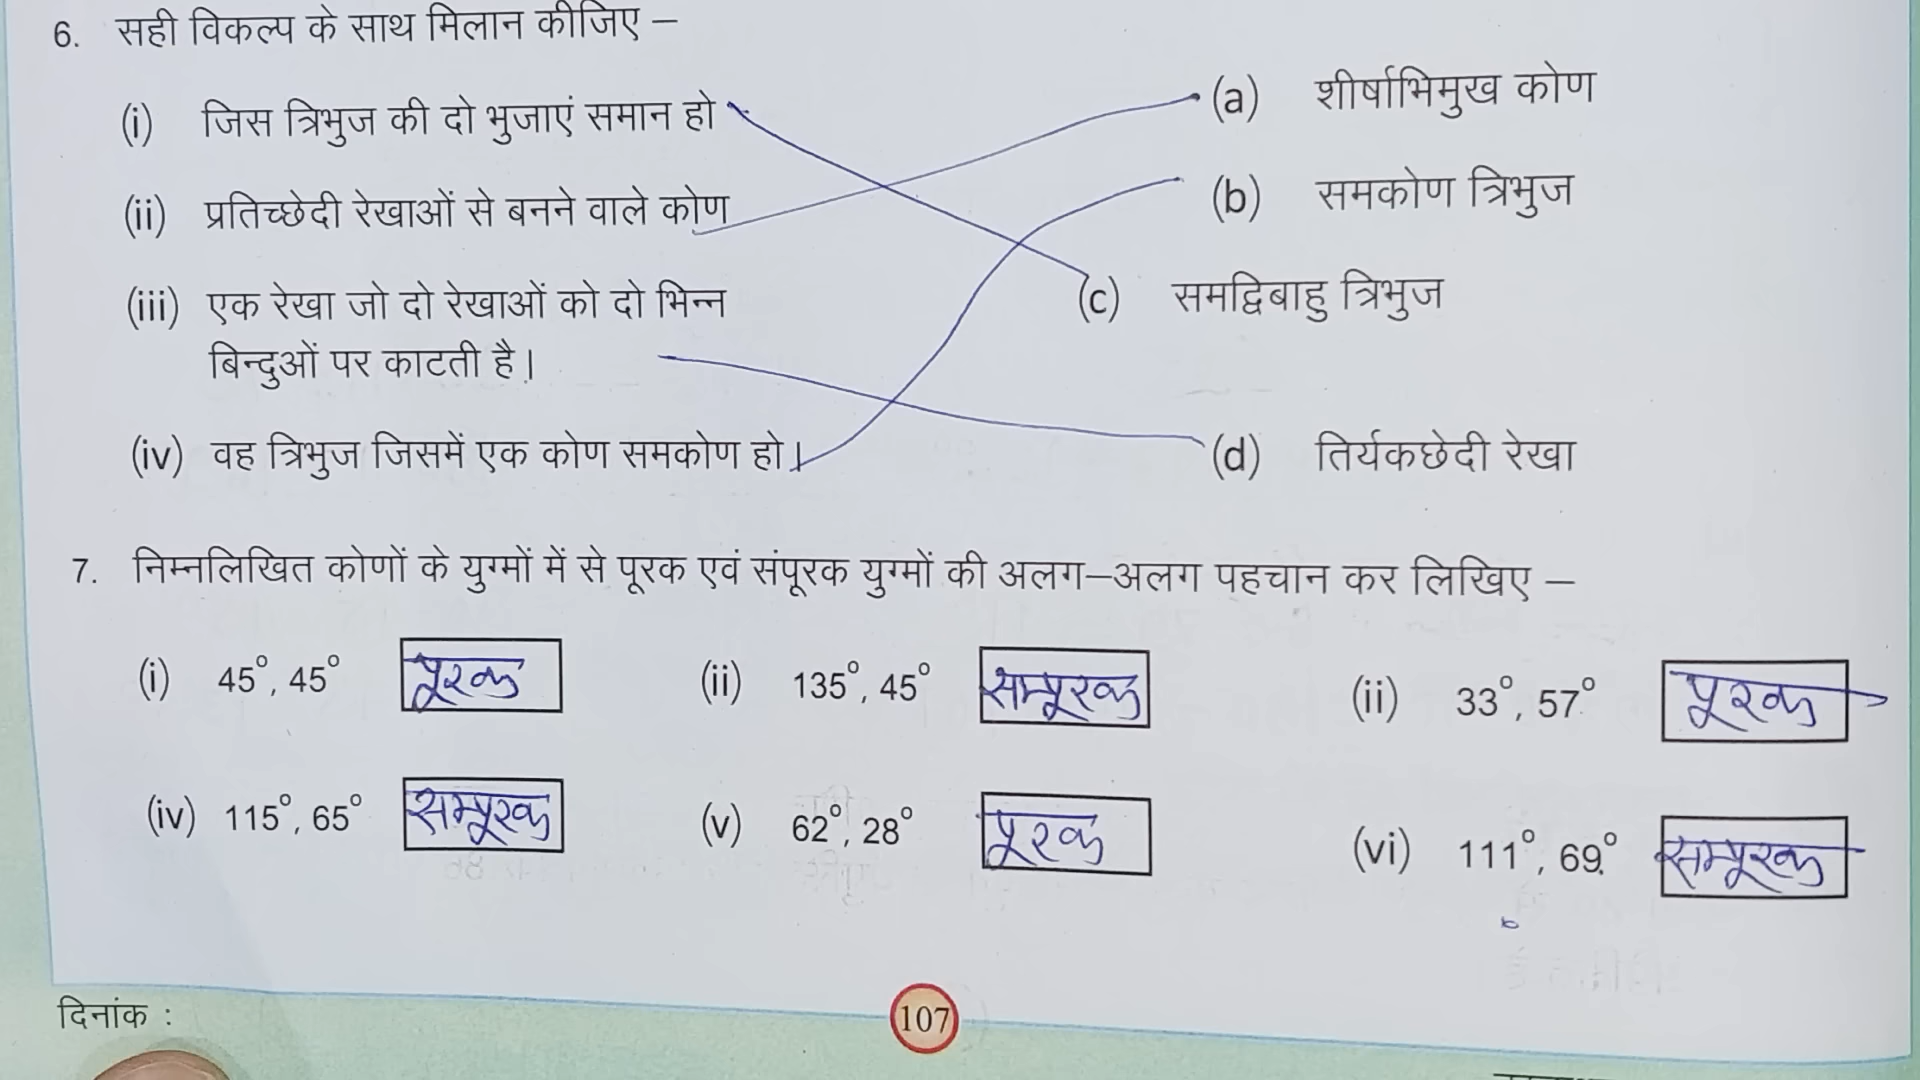 6. सही विकल्प के साथ मिलान कीजिए –
(i) जिस त्रिभुज की दो भुजाएं समान हो (a) शीर्षाभिमुख कोण
(ii) प्रतिच्छेदी रेखाओं से बनने वाले कोण (b) समकोण त्रिभुज
(iii) एक रेखा जो दो रेखाओं को दो भिन्न (c) समद्विबाहु त्रिभुज
बिन्दुओं पर काटती है।
(iv) वह त्रिभुज जिसमें एक कोण समकोण हो। (d) तिर्यकछेदी रेखा
7. निम्नलिखित कोणों के युग्मों में से पूरक एवं संपूरक युग्मों की अलग–अलग पहचान कर लिखिए –
(i) 45°, 45° पूरक (ii) 135°, 45° सम्पूरक (ii) 33°, 57° पूरक
(iv) 115°, 65° सम्पूरक (v) 62°, 28° पूरक (vi) 111°, 69° सम्पूरक
दिनांक : 107